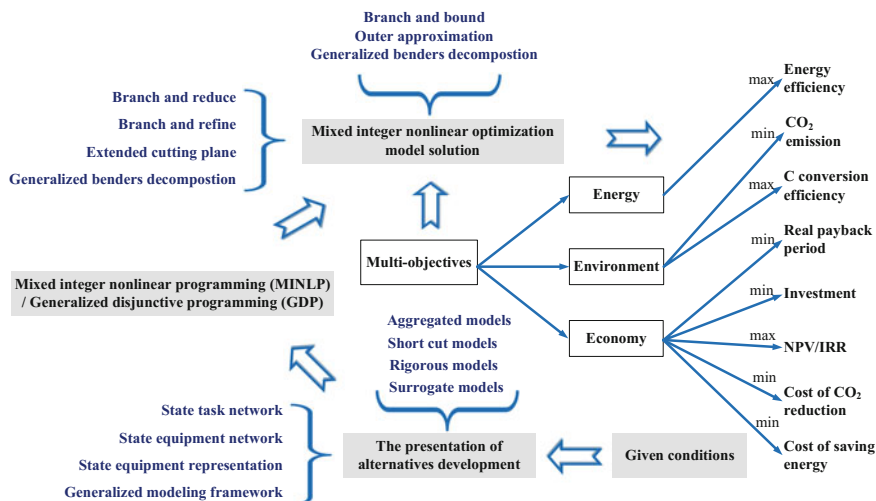 Branch and bound
Outer approximation
Generalized benders decompostion
Branch and reduce
Branch and refine
Extended cutting plane
Generalized benders decompostion
Mixed integer nonlinear optimization
model solution
Mixed integer nonlinear programming (MINLP)
/ Generalized disjunctive programming (GDP)
Multi-objectives
Energy
Environment
Economy
max
Energy
efficiency
min
CO₂
emission
max
C conversion
efficiency
min
Real payback
period
min
Investment
max
NPV/IRR
min
Cost of CO₂
reduction
min
Cost of saving
energy
Aggregated models
Short cut models
Rigorous models
Surrogate models
State task network
State equipment network
State equipment representation
Generalized modeling framework
The presentation of
alternatives development
Given conditions